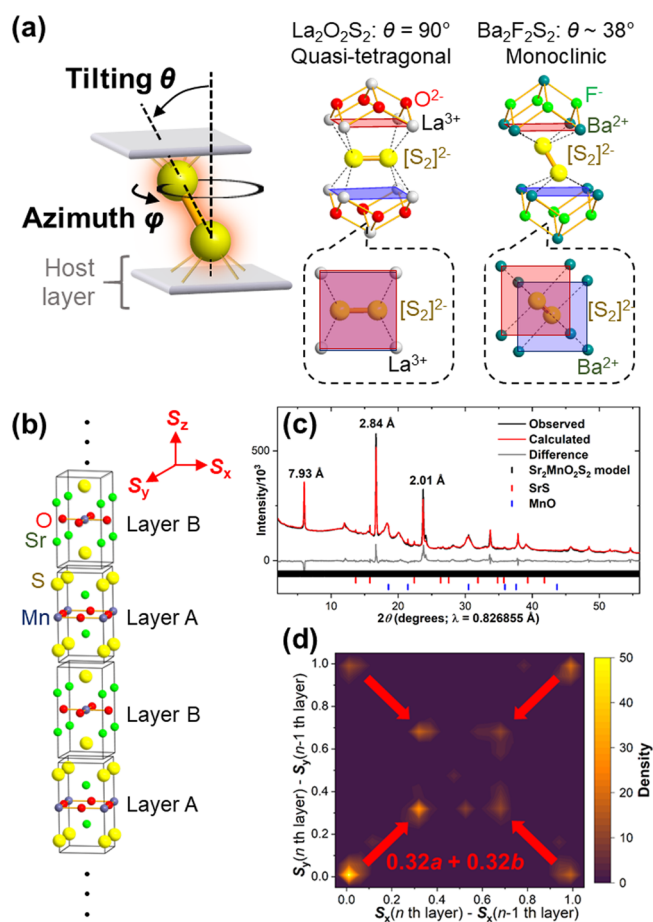 (a)
Tilting θ
Azimuth φ
Host
layer
La₂O₂S₂: θ = 90°
Quasi-tetragonal
O²⁻
La³⁺
[S₂]²⁻
[S₂]²⁻
La³⁺
Ba₂F₂S₂: θ ~ 38°
Monoclinic
F⁻
Ba²⁺
[S₂]²⁻
[S₂]²⁻
Ba²⁺
(b)
Sz
Sy
Sx
O
Sr
Layer B
S
Mn
Layer A
Layer B
Layer A
(c)
7.93 Å
2.84 Å
2.01 Å
Observed
Calculated
Difference
Sr₂MnO₂S₂ model
SrS
MnO
Intensity/10³
500
0
10 20 30 40 50
2θ (degrees; λ = 0.826855 Å)
(d)
Sy(n th layer) - Sy(n-1 th layer)
1.0
0.8
0.6
0.4
0.2
0.0
0.32a + 0.32b
0.0 0.2 0.4 0.6 0.8 1.0
Sx(n th layer) - Sx(n-1 th layer)
50
40
30
20
10
0
Density